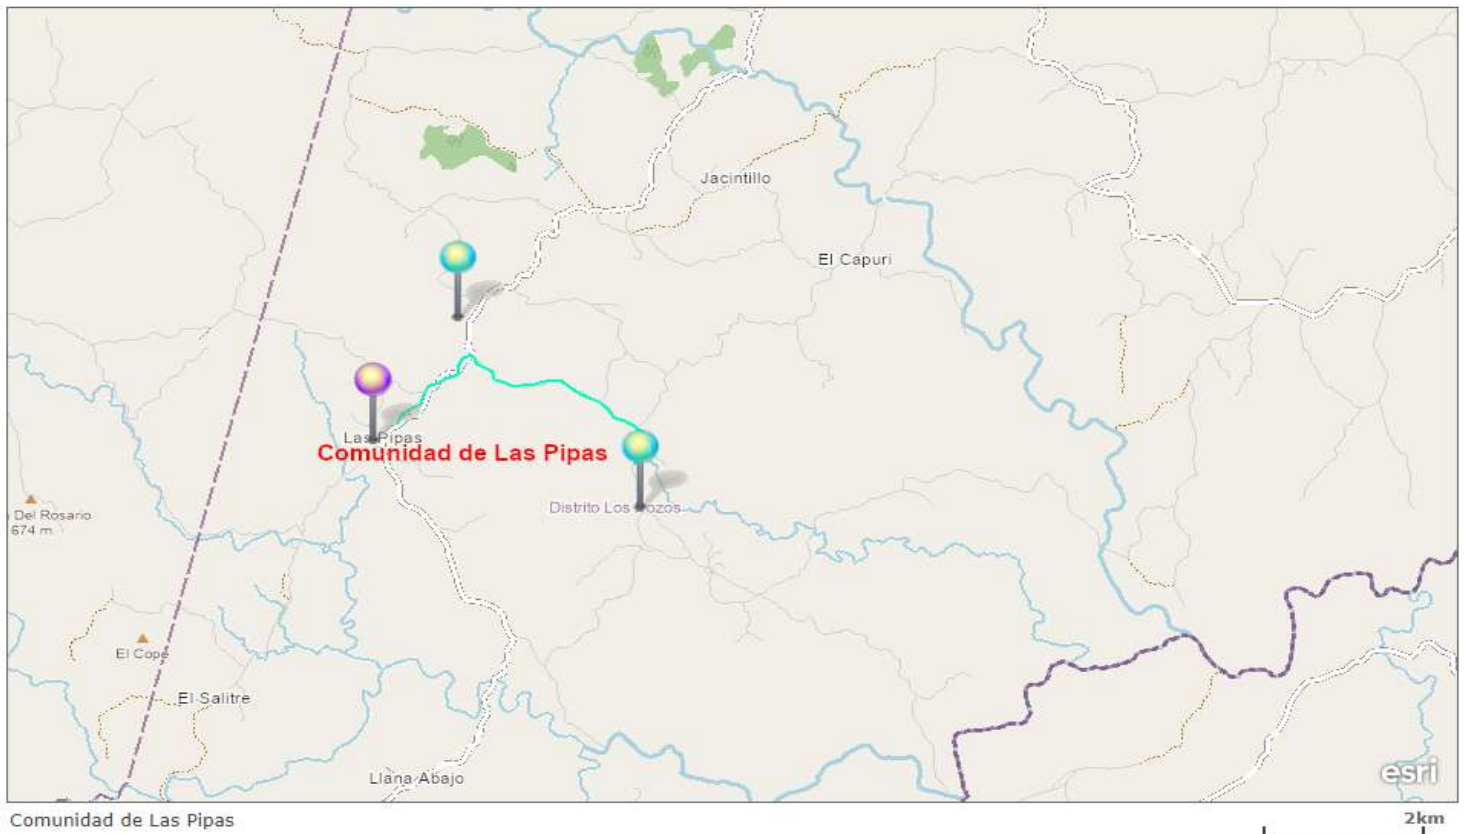 Jacintillo
El Capuri
Las Pipas
Comunidad de Las Pipas
Distrito Los ozos
Del Rosario
674 m
El Cope
El Salitre
Llana Abajo
esri
Comunidad de Las Pipas
2km